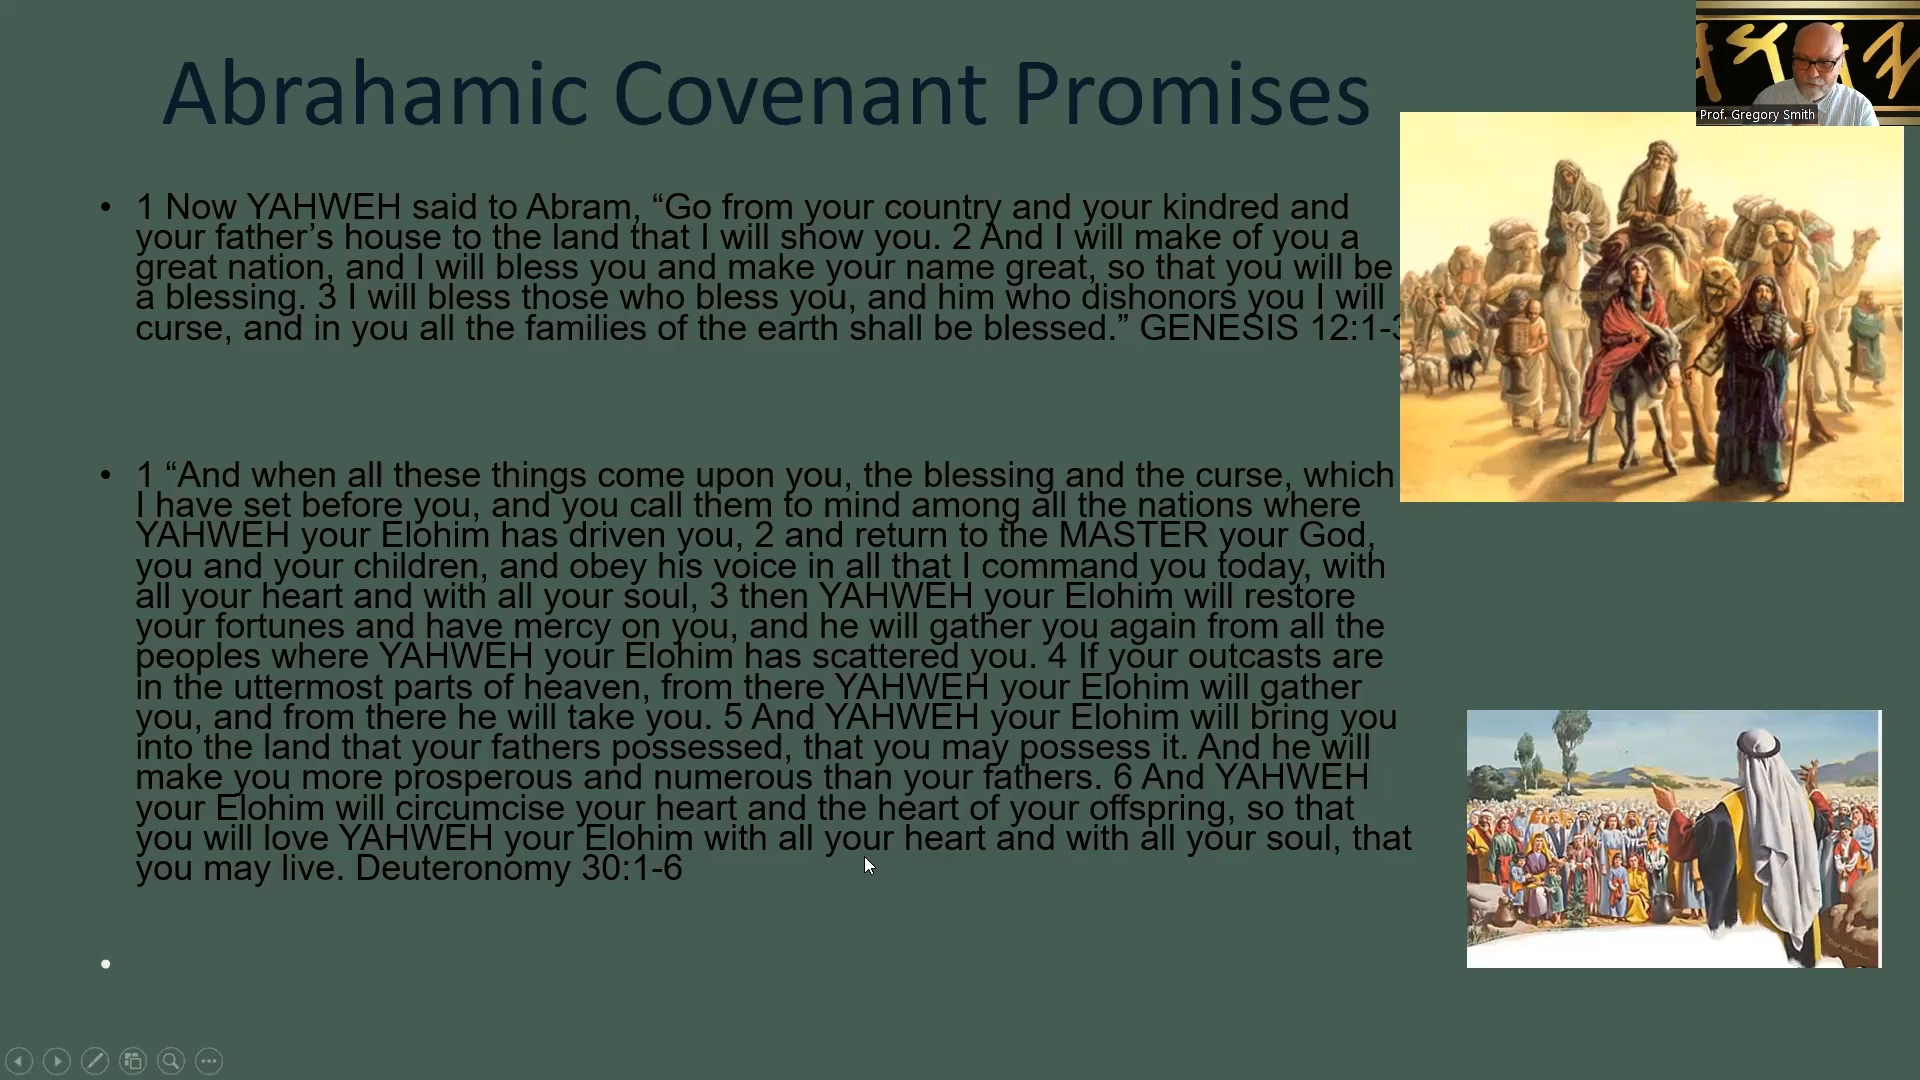 Abrahamic Covenant Promises
Prof. Gregory Smith
• 1 Now YAHWEH said to Abram, “Go from your country and your kindred and
your father’s house to the land that I will show you. 2 And I will make of you a
great nation, and I will bless you and make your name great, so that you will be
a blessing. 3 I will bless those who bless you, and him who dishonors you I will
curse, and in you all the families of the earth shall be blessed.” GENESIS 12:1-3
• 1 “And when all these things come upon you, the blessing and the curse, which
I have set before you, and you call them to mind among all the nations where
YAHWEH your Elohim has driven you, 2 and return to the MASTER your God,
you and your children, and obey his voice in all that I command you today, with
all your heart and with all your soul, 3 then YAHWEH your Elohim will restore
your fortunes and have mercy on you, and he will gather you again from all the
peoples where YAHWEH your Elohim has scattered you. 4 If your outcasts are
in the uttermost parts of heaven, from there YAHWEH your Elohim will gather
you, and from there he will take you. 5 And YAHWEH your Elohim will bring you
into the land that your fathers possessed, that you may possess it. And he will
make you more prosperous and numerous than your fathers. 6 And YAHWEH
your Elohim will circumcise your heart and the heart of your offspring, so that
you will love YAHWEH your Elohim with all your heart and with all your soul, that
you may live. Deuteronomy 30:1-6
•